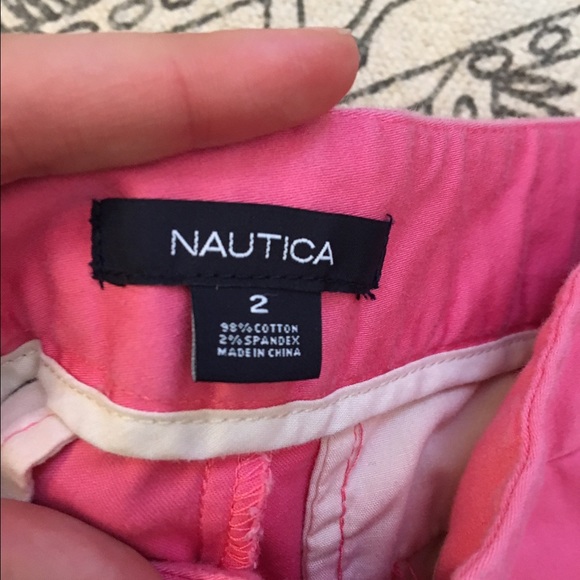 NAUTICA
2
98% COTTON
2% SPANDEX
MADE IN CHINA